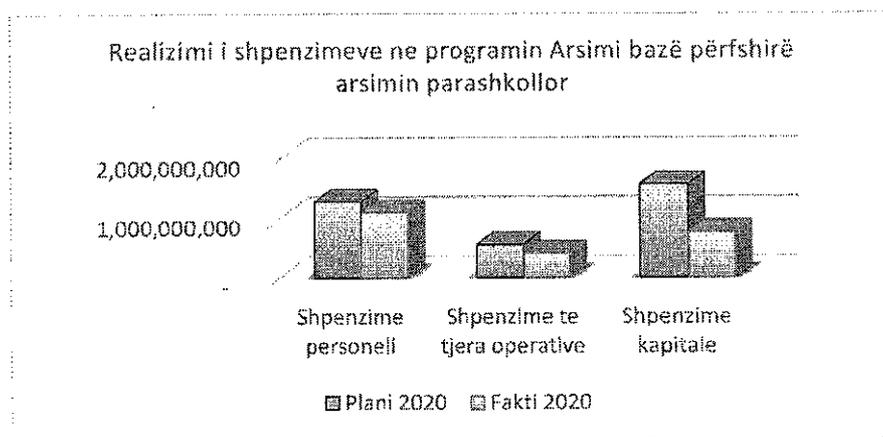 Realizimi i shpenzimeve ne programin Arsimi bazë përfshirë
arsimin parashkollor
2,000,000,000
1,000,000,000
-
Shpenzime
personeli
Shpenzime te
tjera operative
Shpenzime
kapitale
Plani 2020 Fakti 2020